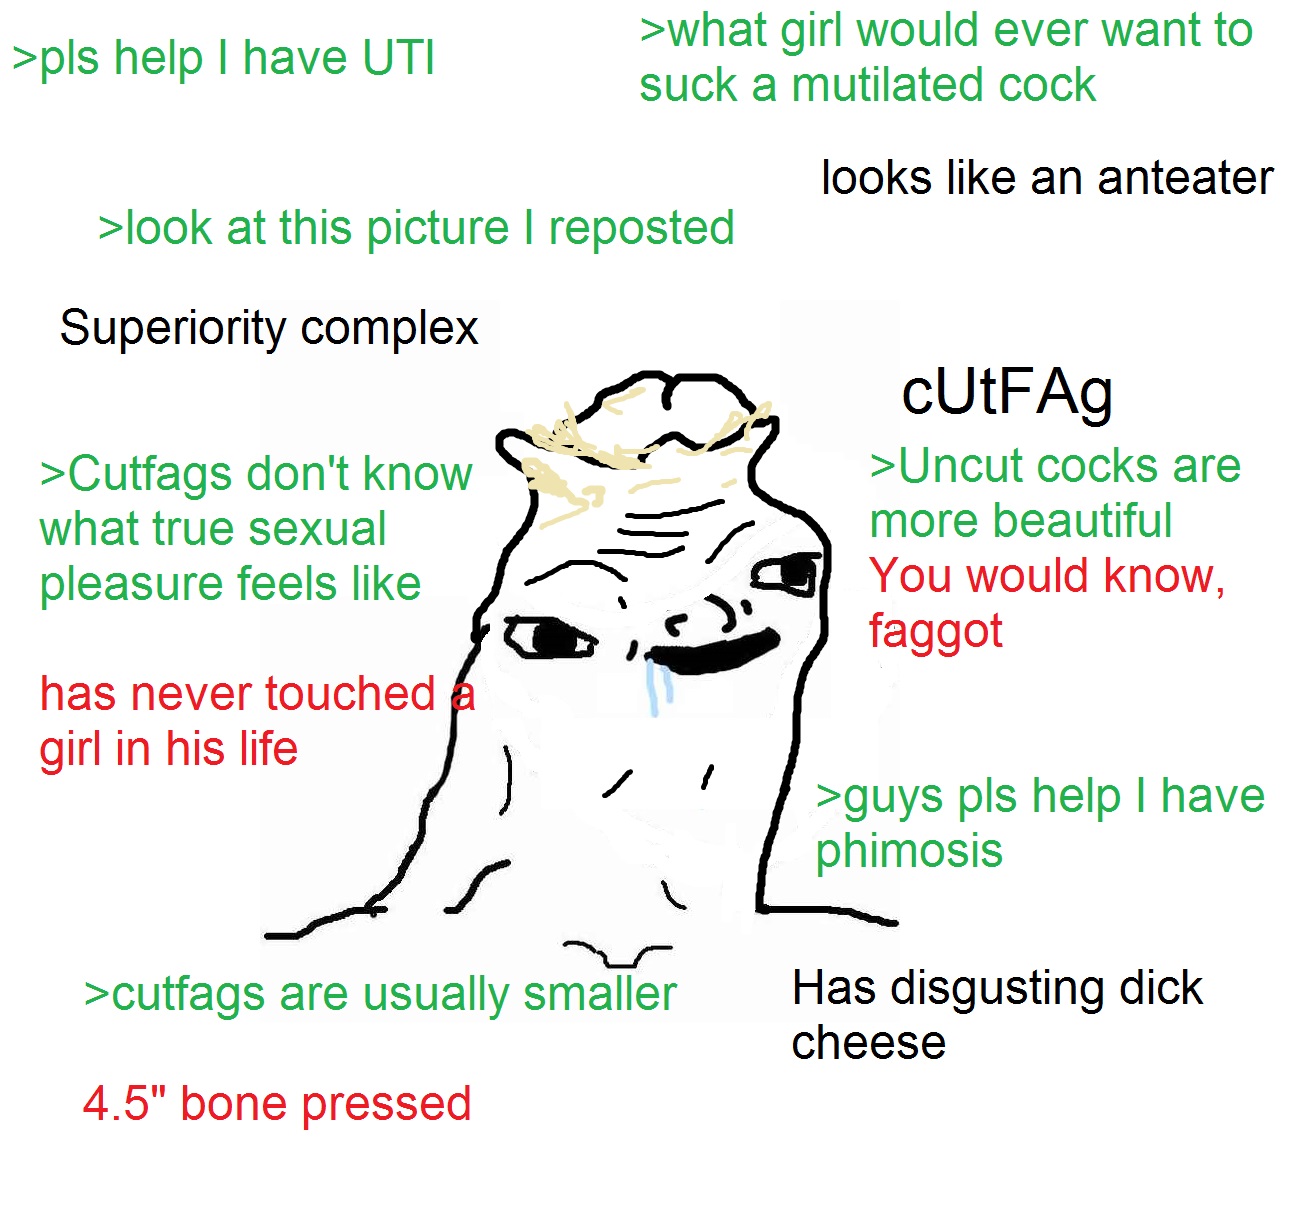 >pls help I have UTI
>what girl would ever want to
suck a mutilated cock
looks like an anteater
>look at this picture I reposted
Superiority complex
cUtFAg
>Cutfags don't know
what true sexual
pleasure feels like
>Uncut cocks are
more beautiful
You would know,
faggot
has never touched a
girl in his life
>guys pls help I have
phimosis
>cutfags are usually smaller
Has disgusting dick
cheese
4.5" bone pressed